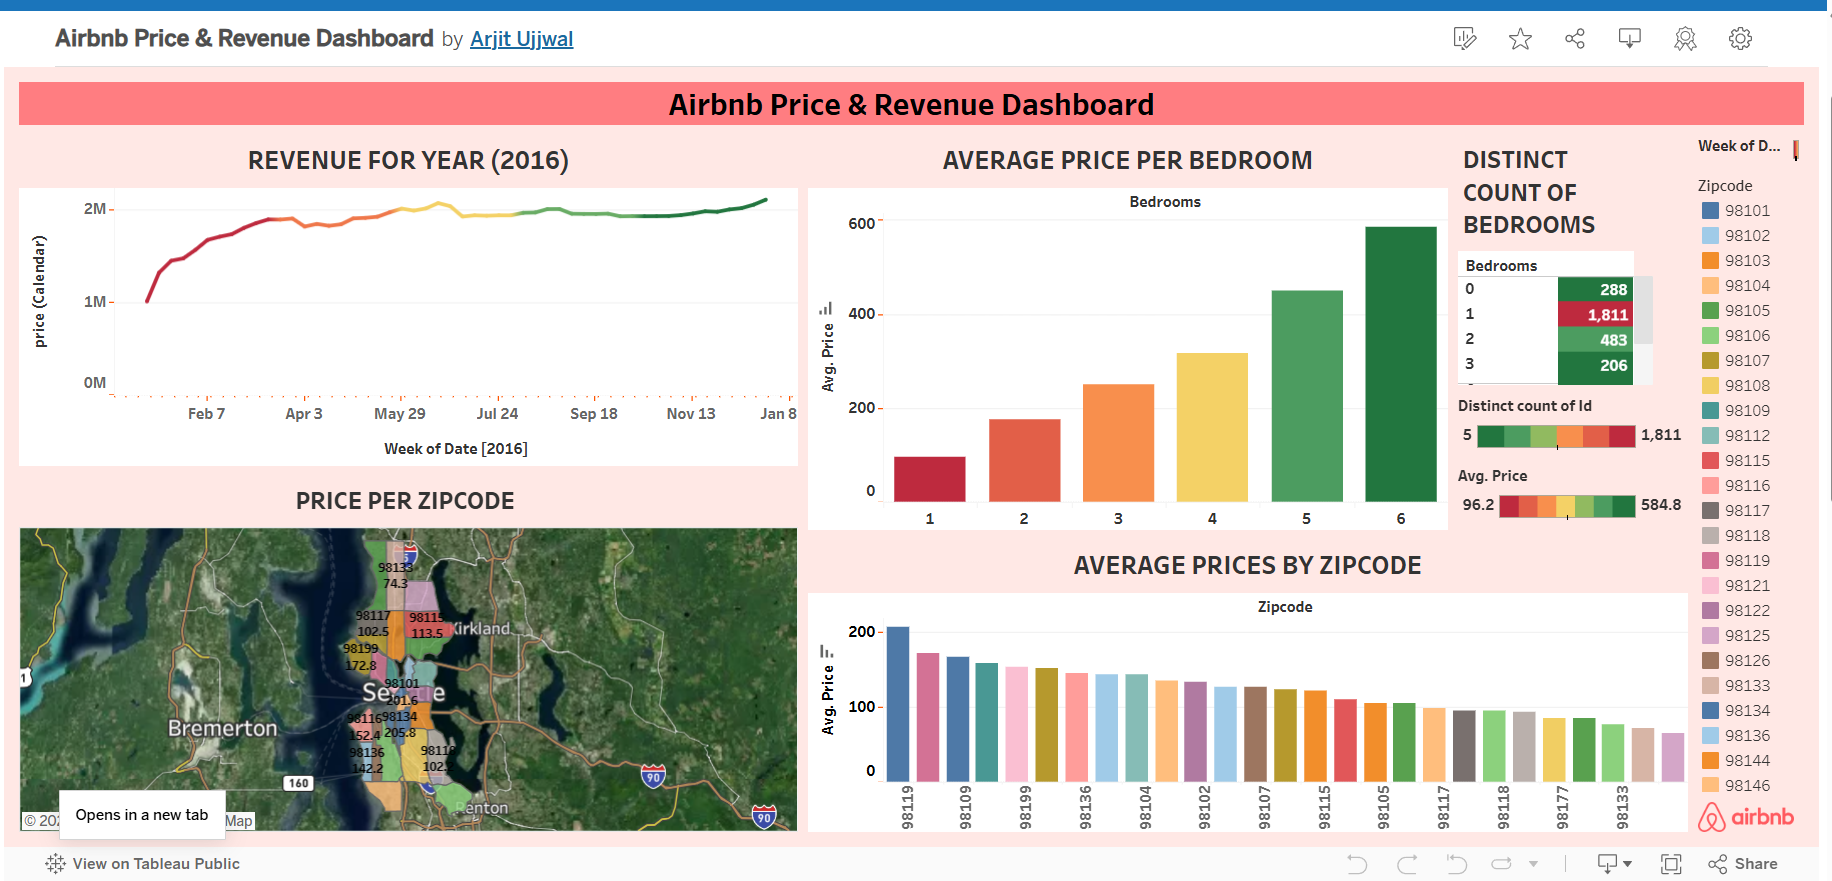 Airbnb Price & Revenue Dashboard by Arjit Ujjwal
Airbnb Price & Revenue Dashboard
REVENUE FOR YEAR (2016)
price (Calendar)
2M
1M
0M
Feb 7
Apr 3
May 29
Jul 24
Sep 18
Nov 13
Jan 8
Week of Date [2016]
AVERAGE PRICE PER BEDROOM
Bedrooms
Avg. Price
600
400
200
0
1
2
3
4
5
6
DISTINCT
COUNT OF
BEDROOMS
Bedrooms
0 288
1 1,811
2 483
3 206
Distinct count of Id
5 1,811
Avg. Price
96.2 584.8
Week of D...
Zipcode
98101
98102
98103
98104
98105
98106
98107
98108
98109
98112
98115
98116
98117
98118
98119
98121
98122
98125
98126
98133
98134
98136
98144
98146
airbnb
PRICE PER ZIPCODE
5
98133
74.3
98117
102.5
98115
113.5
Kirkland
98199
172.8
98101
201.6
1
Bremerton
98116
152.4
98134
205.8
98136
142.2
98118
160
90
Renton
90
Map
Opens in a new tab
AVERAGE PRICES BY ZIPCODE
Zipcode
Avg. Price
200
100
0
98119
98109
98199
98136
98104
98102
98107
98115
98105
98117
98118
98177
98133
View on Tableau Public
Share